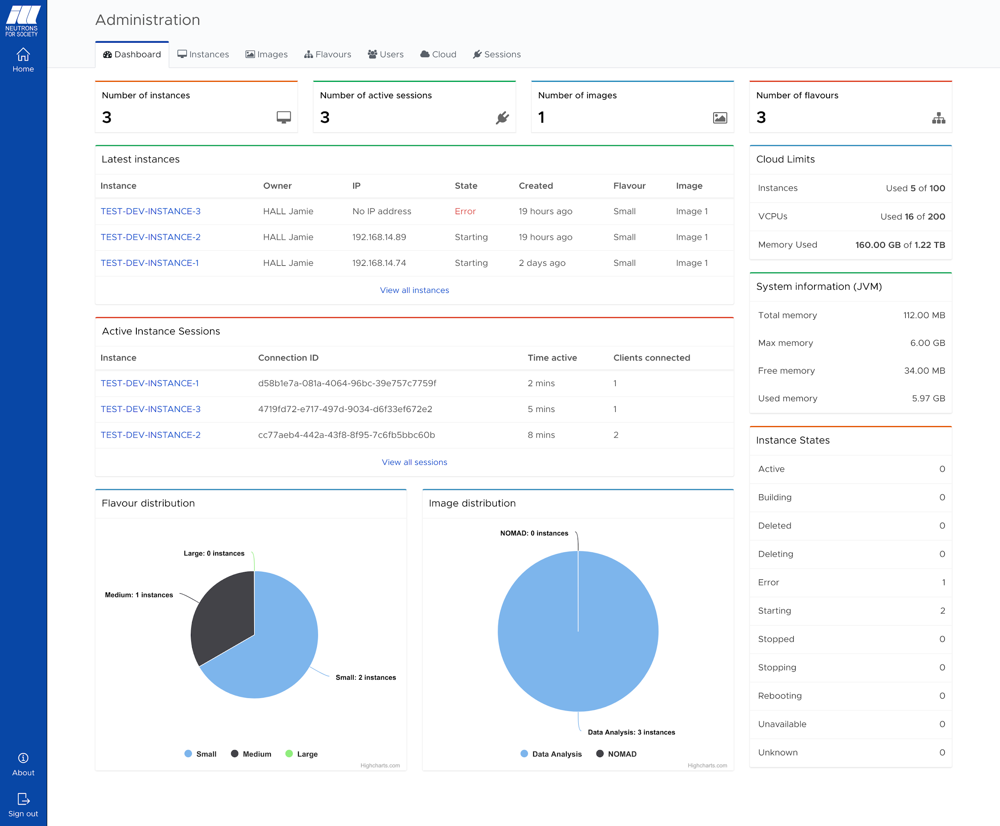 NEUTRONS
FOR SOCIETY
Home
Administration
Dashboard Instances Images Flavours Users Cloud Sessions
Number of instances
3
Number of active sessions
3
Number of images
1
Number of flavours
3
Latest instances
Instance Owner IP State Created Flavour Image
TEST-DEV-INSTANCE-3 HALL Jamie No IP address Error 19 hours ago Small Image 1
TEST-DEV-INSTANCE-2 HALL Jamie 192.168.14.89 Starting 19 hours ago Small Image 1
TEST-DEV-INSTANCE-1 HALL Jamie 192.168.14.74 Starting 2 days ago Small Image 1
View all instances
Cloud Limits
Instances Used 5 of 100
VCPUs Used 16 of 200
Memory Used 160.00 GB of 1.22 TB
System information (JVM)
Total memory 112.00 MB
Max memory 6.00 GB
Free memory 34.00 MB
Used memory 5.97 GB
Active Instance Sessions
Instance Connection ID Time active Clients connected
TEST-DEV-INSTANCE-1 d58b1e7a-081a-4064-96bc-39e757c7759f 2 mins 1
TEST-DEV-INSTANCE-3 4719fd72-e717-497d-9034-d6f33ef672e2 5 mins 1
TEST-DEV-INSTANCE-2 cc77aeb4-442a-43f8-8f95-7c6fb5bbc60b 8 mins 2
View all sessions
Instance States
Active 0
Building 0
Deleted 0
Deleting 0
Error 1
Starting 2
Stopped 0
Stopping 0
Rebooting 0
Unavailable 0
Unknown 0
Flavour distribution
Large: 0 instances
Medium: 1 instances
Small: 2 instances
Small Medium Large
Highcharts.com
Image distribution
NOMAD: 0 instances
Data Analysis: 3 instances
Data Analysis NOMAD
Highcharts.com
About
Sign out